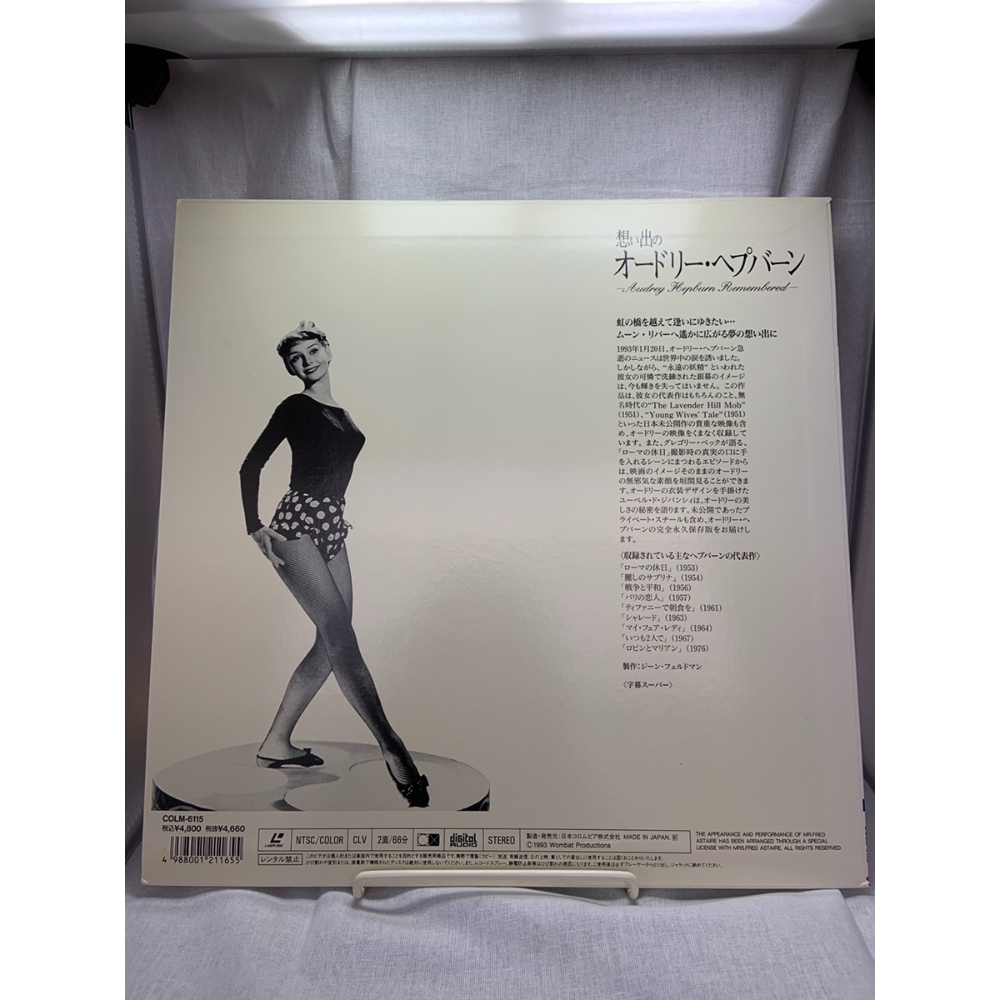 想い出の
オードリー・ヘプバーン
—Audrey Hepburn Remembered—
虹の橋を越えて逢いにゆきたい…
ムーン・リバーへ遙かに広がる夢の想い出に
1993年1月20日、オードリー・ヘプバーン急
逝のニュースは世界中の涙を誘いました。
しかしながら、“永遠の妖精”といわれた
彼女の可憐で洗練された銀幕のイメージ
は、今も輝きを失ってはいません。この作
品は、彼女の代表作はもちろんのこと、無
名時代の“The Lavender Hill Mob”
(1951)、“Young Wives' Tale”(1951)
といった日本未公開作の貴重な映像も含
め、オードリーの映像をくまなく収録して
います。また、グレゴリー・ペックが語る、
「ローマの休日」撮影時の真実の口に手
を入れるシーンにまつわるエピソードから
は、映画のイメージそのままのオードリー
の無邪気な素顔を垣間見ることができま
す。オードリーの衣装デザインを手掛けた
ユーベル・ド・ジバンシィは、オードリーの美
しさの秘密を語ります。未公開であったプ
ライベート・スチールも含め、オードリー・ヘ
プバーンの完全永久保存版をお届けし
ます。
〈収録されている主なヘプバーンの代表作〉
「ローマの休日」(1953)
「麗しのサブリナ」(1954)
「戦争と平和」(1956)
「パリの恋人」(1957)
「ティファニーで朝食を」(1961)
「シャレード」(1963)
「マイ・フェア・レディ」(1964)
「いつも2人で」(1967)
「ロビンとマリアン」(1976)
製作：ジーン・フェルドマン
〈字幕スーパー〉
COLM-6115
税込¥4,800 税抜¥4,660
4 988001 211655
レンタル禁止
LASER DISC
NTSC/COLOR
CLV
2面/66分
CX
digital AUDIO
STEREO
製造・発売元：日本コロムビア株式会社 MADE IN JAPAN.
©1993 Wombat Productions
THE APPEARANCE AND PERFORMANCE OF MR.FRED
ASTAIRE HAS BEEN ARRANGED THROUGH A SPECIAL
LICENSE WITH MRS.FRED ASTAIRE, ALL RIGHTS RESERVED.